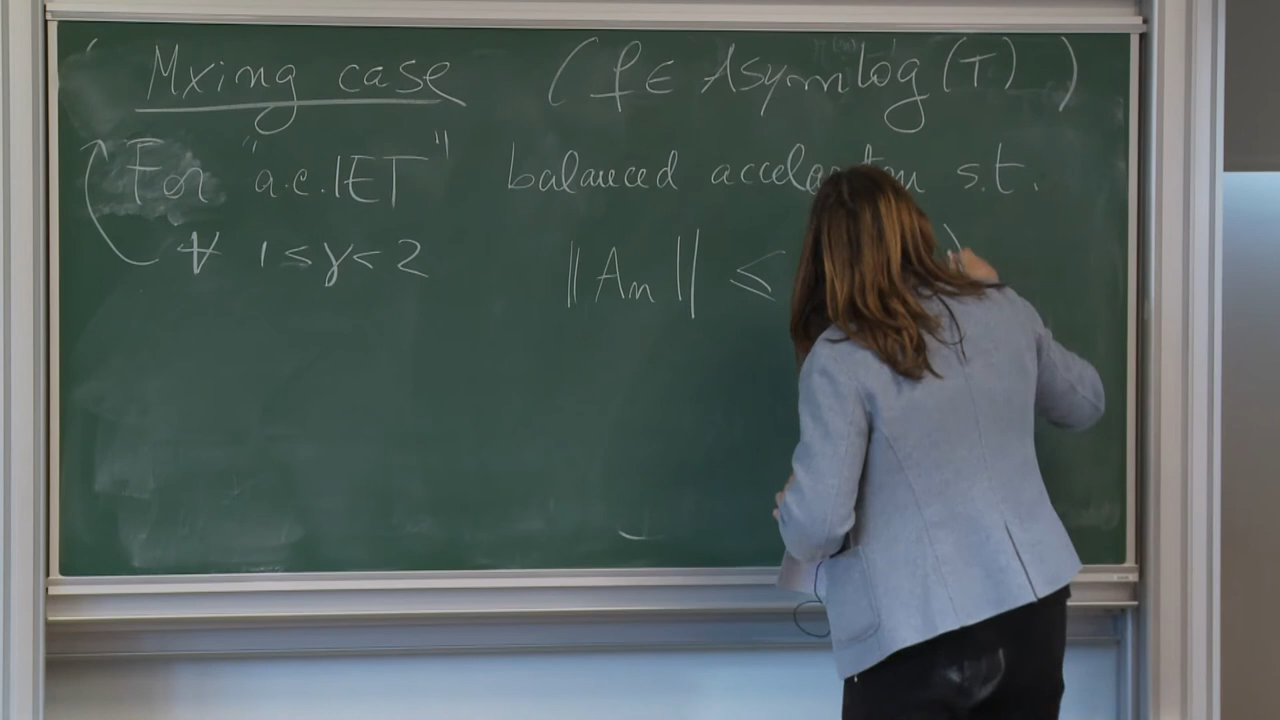 Mxing case (f ∈ Asymlog (T))
For "a.e. IET" balanced acceleration s.t.
∀ 1 ≤ γ < 2 ‖An‖ ≤